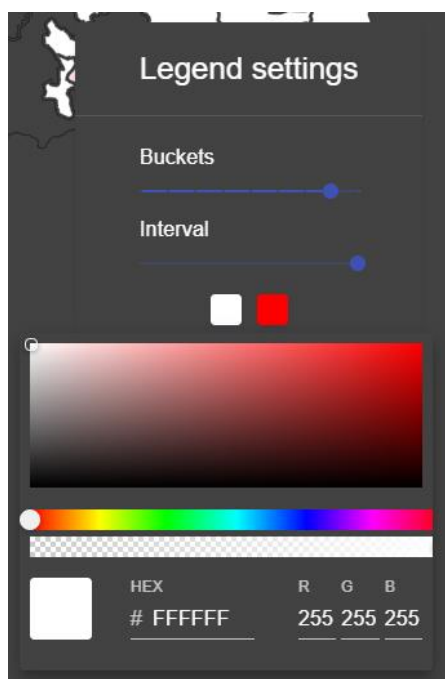 Legend settings
Buckets
Interval
HEX R G B
# FFFFFF 255 255 255